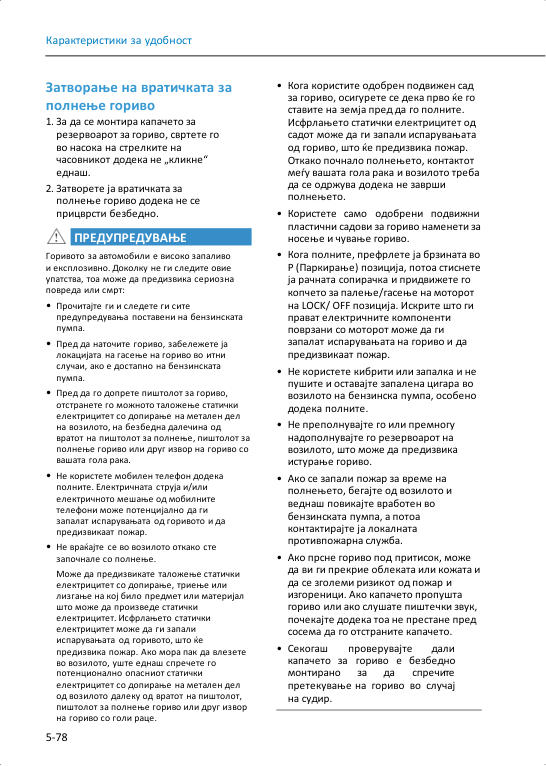 Карактеристики за удобност
Затворање на вратичката за
полнење гориво
1. За да се монтира капачето за
резервоарот за гориво, свртете го
во насока на стрелките на
часовникот додека не „кликне“
еднаш.
2. Затворете ја вратичката за
полнење гориво додека не се
прицврсти безбедно.
ПРЕДУПРЕДУВАЊЕ
Горивото за автомобили е високо запаливо
и експлозивно. Доколку не ги следите овие
упатства, тоа може да предизвика сериозна
повреда или смрт:
• Прочитајте ги и следете ги сите
предупредувања поставени на бензинската
пумпа.
• Пред да наточите гориво, забележете ја
локацијата на гасење на гориво во итни
случаи, ако е достапно на бензинската
пумпа.
• Пред да го допрете пиштолот за гориво,
отстранете го можното таложење статички
електрицитет со допирање на метален дел
на возилото, на безбедна далечина од
вратот на пиштолот за полнење, пиштолот за
полнење гориво или друг извор на гориво со
вашата гола рака.
• Не користете мобилен телефон додека
полните. Електричната струја и/или
електричното мешање од мобилните
телефони може потенцијално да ги
запалат испарувањата од горивото и да
предизвикаат пожар.
• Не враќајте се во возилото откако сте
започнале со полнење.
Може да предизвикате таложење статички
електрицитет со допирање, триење или
лизгање на кој било предмет или материјал
што може да произведе статички
електрицитет. Исфрлањето статички
електрицитет може да ги запали
испарувањата од горивото, што ќе
предизвика пожар. Ако мора пак да влезете
во возилото, уште еднаш спречете го
потенционално опасниот статички
електрицитет со допирање на метален дел
од возилото далеку од вратот на пиштолот,
пиштолот за полнење гориво или друг извор
на гориво со голи раце.
• Кога користите одобрен подвижен сад
за гориво, осигурете се дека прво ќе го
ставите на земја пред да го полните.
Исфрлањето статички електрицитет од
садот може да ги запали испарувањата
од гориво, што ќе предизвика пожар.
Откако почнало полнењето, контактот
меѓу вашата гола рака и возилото треба
да се одржува додека не заврши
полнењето.
• Користете само одобрени подвижни
пластични садови за гориво наменети за
носење и чување гориво.
• Кога полните, префрлете ја брзината во
P (Паркирање) позиција, потоа стиснете
ја рачната сопирачка и придвижете го
копчето за палење/гасење на моторот
на LOCK/ OFF позиција. Искрите што ги
прават електричните компоненти
поврзани со моторот може да ги
запалат испарувањата на гориво и да
предизвикаат пожар.
• Не користете кибрити или запалка и не
пушите и оставајте запалена цигара во
возилото на бензинска пумпа, особено
додека полните.
• Не преполнувајте го или премногу
надополнувајте го резервоарот на
возилото, што може да предизвика
истурање гориво.
• Ако се запали пожар за време на
полнењето, бегајте од возилото и
веднаш повикајте вработен во
бензинската пумпа, а потоа
контактирајте ја локалната
противпожарна служба.
• Ако прсне гориво под притисок, може
да ви ги прекрие облеката или кожата и
да се зголеми ризикот од пожар и
изгореници. Ако капачето пропушта
гориво или ако слушате пиштечки звук,
почекајте додека тоа не престане пред
сосема да го отстраните капачето.
• Секогаш проверувајте дали
капачето за гориво е безбедно
монтирано за да спречите
претекување на гориво во случај
на судир.
5-78